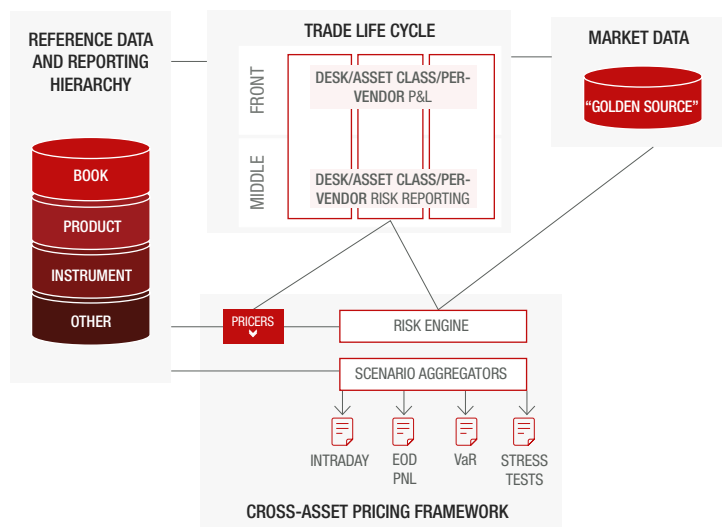 REFERENCE DATA
AND REPORTING
HIERARCHY
BOOK
PRODUCT
INSTRUMENT
OTHER
TRADE LIFE CYCLE
FRONT
DESK/ASSET CLASS/PER-
VENDOR P&L
MIDDLE
DESK/ASSET CLASS/PER-
VENDOR RISK REPORTING
MARKET DATA
“GOLDEN SOURCE”
PRICERS
RISK ENGINE
SCENARIO AGGREGATORS
INTRADAY
EOD
PNL
VaR
STRESS
TESTS
CROSS-ASSET PRICING FRAMEWORK